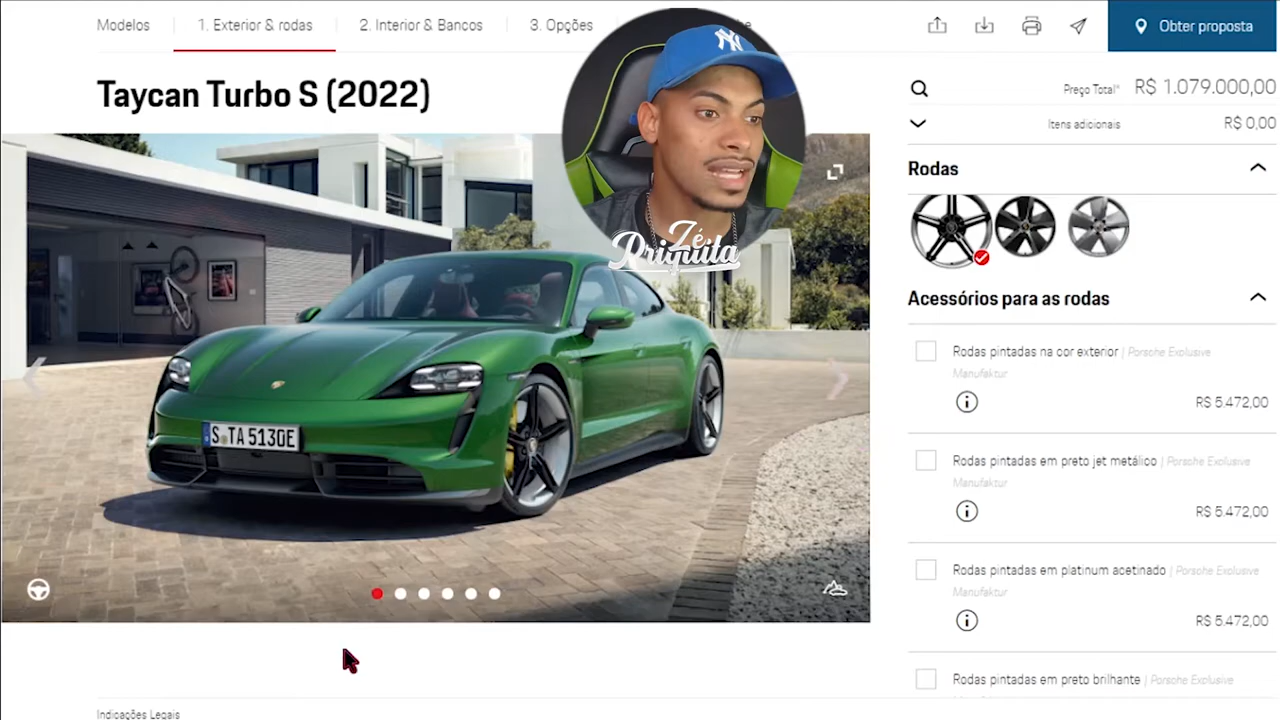 Modelos
1. Exterior & rodas
2. Interior & Bancos
3. Opções
Obter proposta
Taycan Turbo S (2022)
Preço Total*
R$ 1.079.000,00
Itens adicionais
R$ 0,00
Rodas
NY
Zé
Priquita
Acessórios para as rodas
Rodas pintadas na cor exterior | Porsche Exclusive
Manufaktur
R$ 5.472,00
S TA 5130E
Rodas pintadas em preto jet metálico | Porsche Exclusive
Manufaktur
R$ 5.472,00
Rodas pintadas em platinum acetinado | Porsche Exclusive
Manufaktur
R$ 5.472,00
Rodas pintadas em preto brilhante | Porsche Exclusive
Indicações Legais